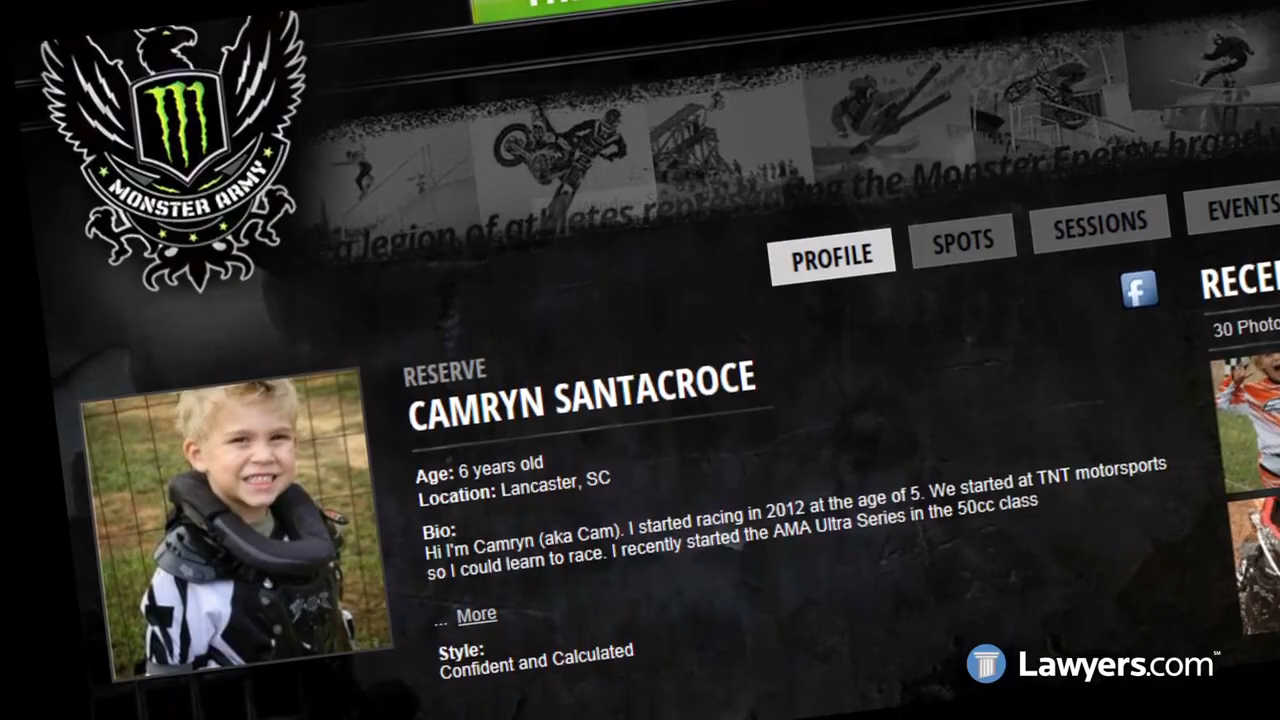 MONSTER ARMY
a legion of athletes
the Monster Energy brand
PROFILE
SPOTS
SESSIONS
EVENTS
f
RESERVE
CAMRYN SANTACROCE
Age: 6 years old
Location: Lancaster, SC
Bio:
Hi I'm Camryn (aka Cam). I started racing in 2012 at the age of 5. We started at TNT motorsports
so I could learn to race. I recently started the AMA Ultra Series in the 50cc class
... More
Style:
Confident and Calculated
30
Lawyers.com℠